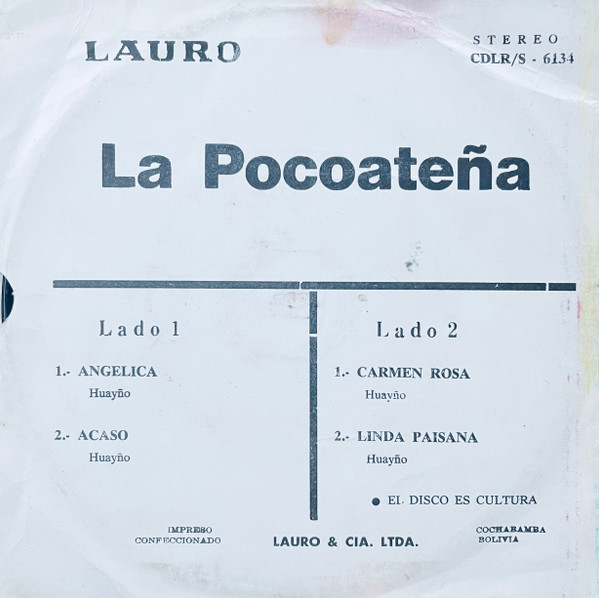 LAURO
STEREO
CDLR/S - 6134
La Pocoateña
Lado 1
1.- ANGELICA
Huayño
2.- ACASO
Huayño
Lado 2
1.- CARMEN ROSA
Huayño
2.- LINDA PAISANA
Huayño
● EL DISCO ES CULTURA
IMPRESO
CONFECCIONADO
LAURO & CIA. LTDA.
COCHABAMBA
BOLIVIA